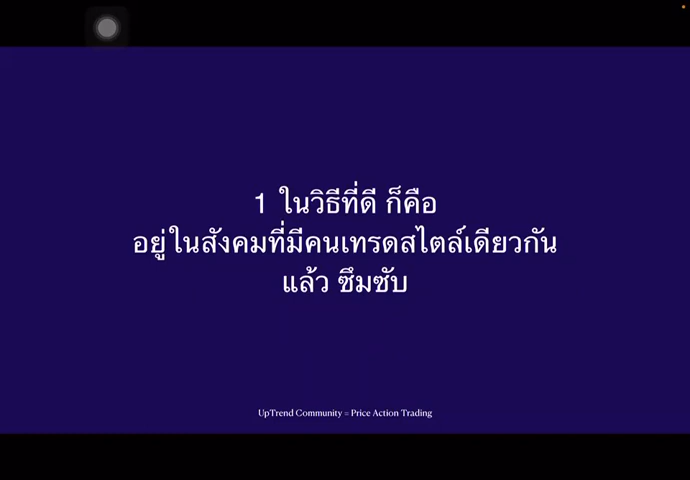 1 ในวิธีที่ดี ก็คือ
อยู่ในสังคมที่มีคนเทรดสไตล์เดียวกัน
แล้ว ซึมซับ
UpTrend Community = Price Action Trading